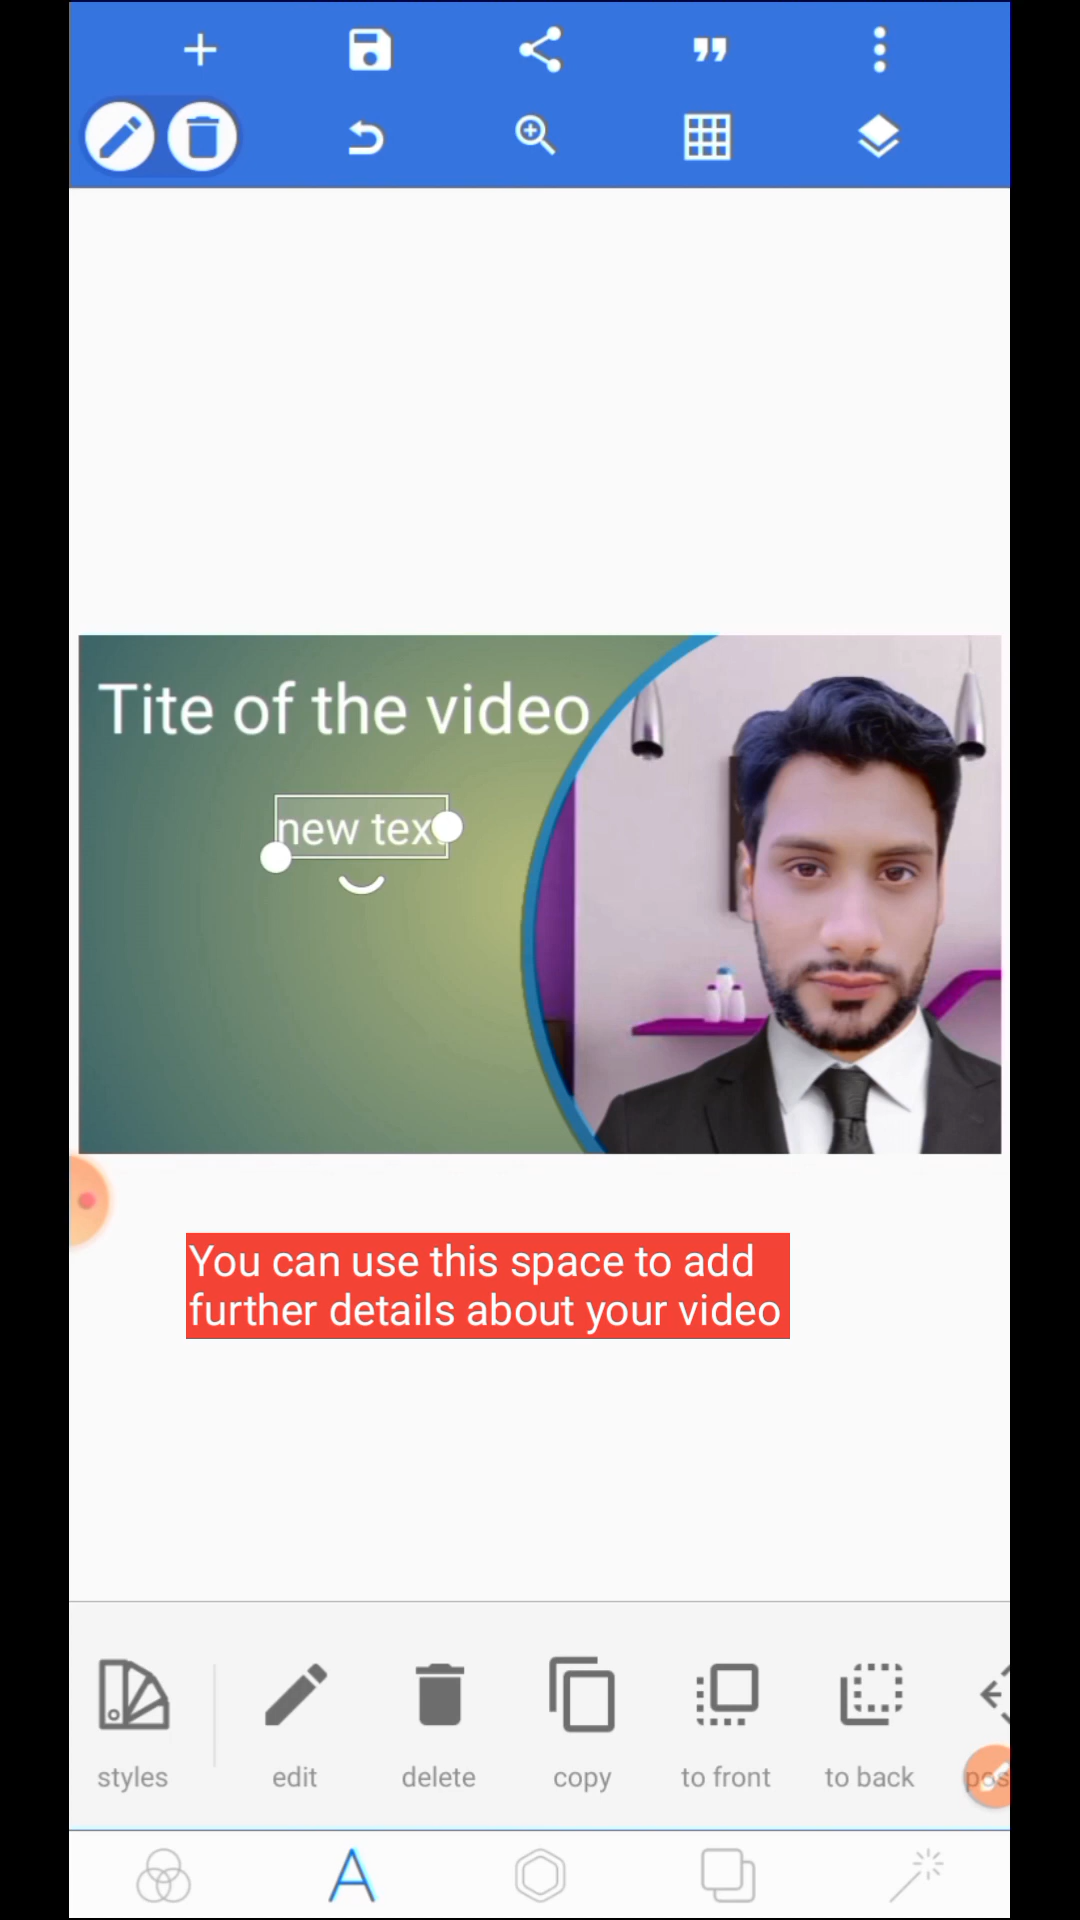 Tite of the video
new tex
You can use this space to add
further details about your video
styles
edit
delete
copy
to front
to back
pos